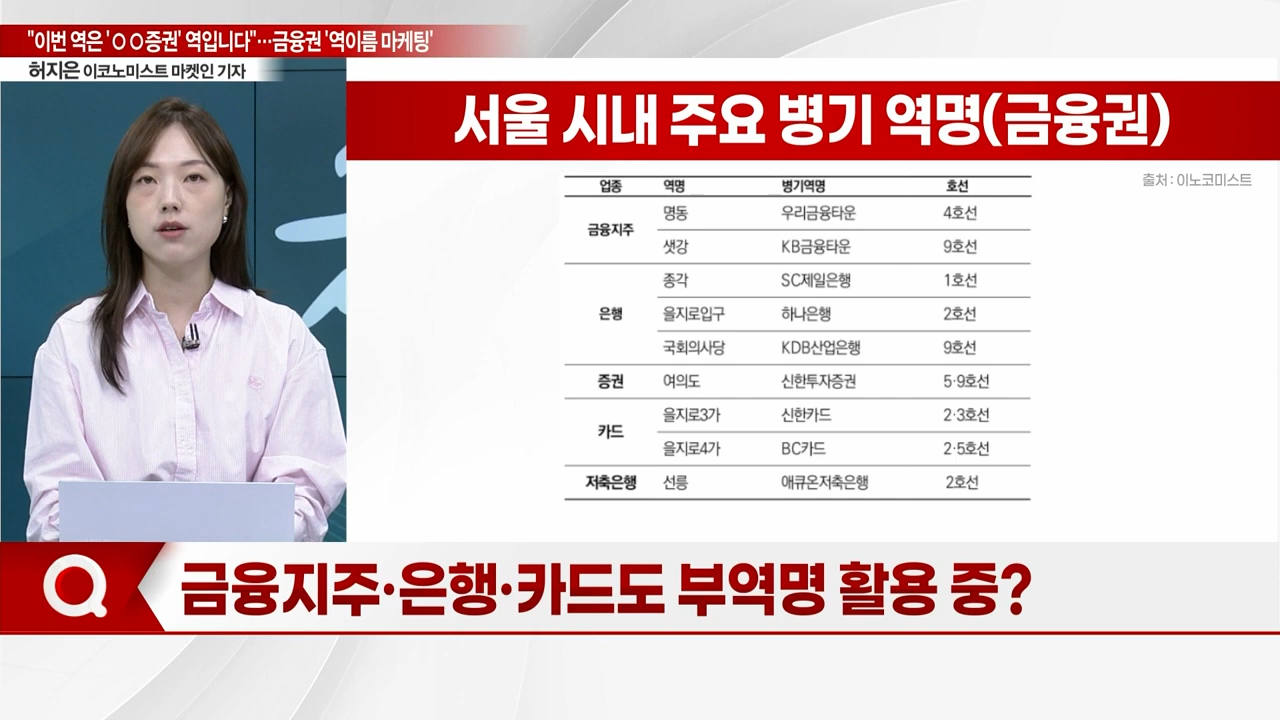 "이번 역은 'ㅇㅇ증권' 역입니다"…금융권 '역이름 마케팅'
허지은 이코노미스트 마켓인 기자
서울 시내 주요 병기 역명(금융권)
출처 : 이노코미스트
업종 역명 병기역명 호선
금융지주 명동 우리금융타운 4호선
샛강 KB금융타운 9호선
은행 종각 SC제일은행 1호선
을지로입구 하나은행 2호선
국회의사당 KDB산업은행 9호선
증권 여의도 신한투자증권 5·9호선
카드 을지로3가 신한카드 2·3호선
을지로4가 BC카드 2·5호선
저축은행 선릉 애큐온저축은행 2호선
Q 금융지주·은행·카드도 부역명 활용 중?